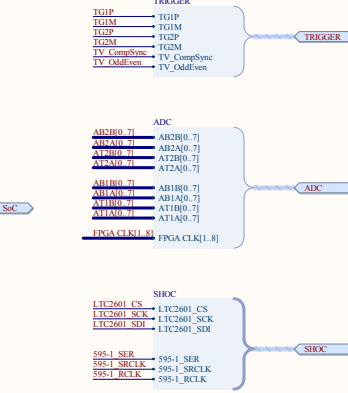 TRIGGER
TG1P TG1P
TG1M TG1M
TG2P TG2P
TG2M TG2M
TV_CompSync TV_CompSync
TV_OddEven TV_OddEven
TRIGGER
ADC
AB2B[0..7] AB2B[0..7]
AB2A[0..7] AB2A[0..7]
AT2B[0..7] AT2B[0..7]
AT2A[0..7] AT2A[0..7]
AB1B[0..7] AB1B[0..7]
AB1A[0..7] AB1A[0..7]
AT1B[0..7] AT1B[0..7]
AT1A[0..7] AT1A[0..7]
FPGA CLK[1..8] FPGA CLK[1..8]
ADC
SoC
SHOC
LTC2601_CS LTC2601_CS
LTC2601_SCK LTC2601_SCK
LTC2601_SDI LTC2601_SDI
595-1_SER 595-1_SER
595-1_SRCLK 595-1_SRCLK
595-1_RCLK 595-1_RCLK
SHOC